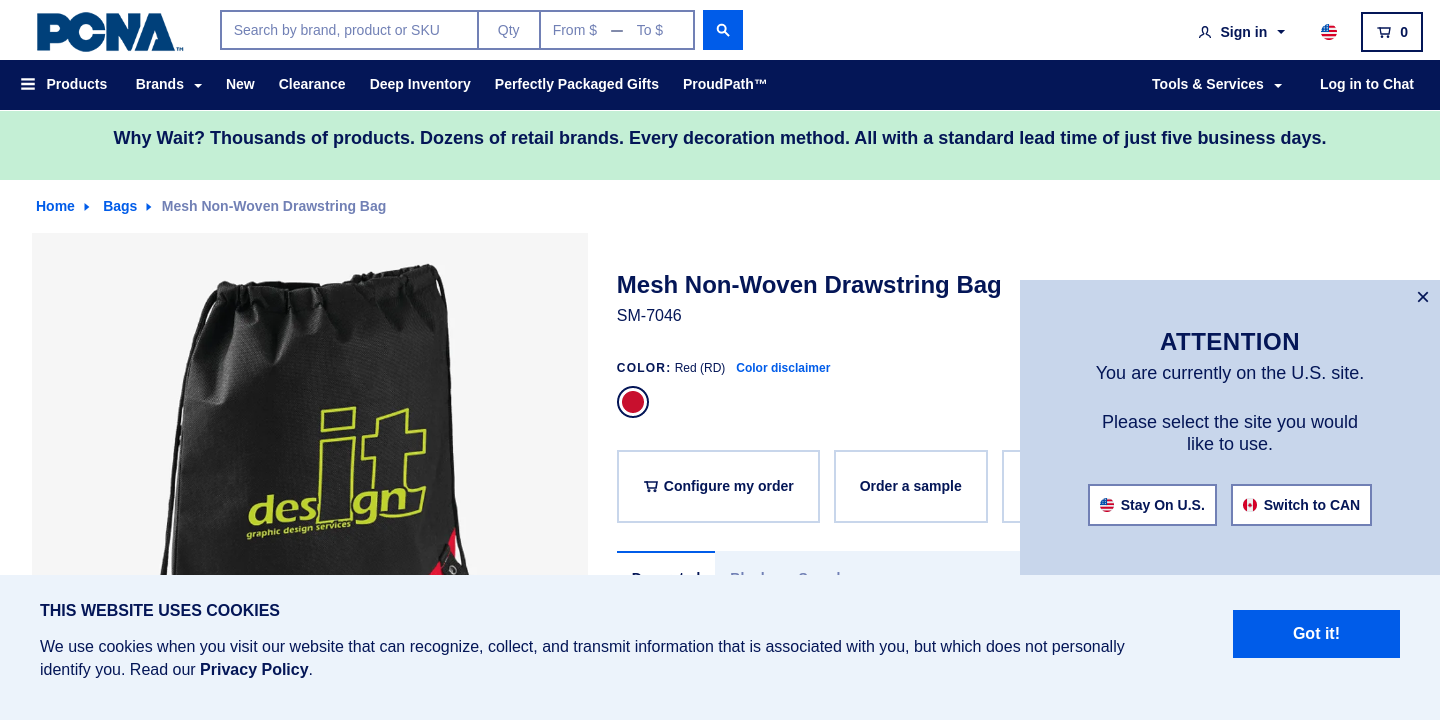 PCNA™
Search by brand, product or SKU
Qty
From $ — To $
Sign in
0
Products
Brands
New
Clearance
Deep Inventory
Perfectly Packaged Gifts
ProudPath™
Tools & Services
Log in to Chat
Why Wait? Thousands of products. Dozens of retail brands. Every decoration method. All with a standard lead time of just five business days.
Home
Bags
Mesh Non-Woven Drawstring Bag
design it
graphic design services
Mesh Non-Woven Drawstring Bag
SM-7046
COLOR: Red (RD) Color disclaimer
Configure my order
Order a sample
×
ATTENTION
You are currently on the U.S. site.
Please select the site you would
like to use.
Stay On U.S.
Switch to CAN
THIS WEBSITE USES COOKIES
We use cookies when you visit our website that can recognize, collect, and transmit information that is associated with you, but which does not personally
identify you. Read our Privacy Policy.
Got it!